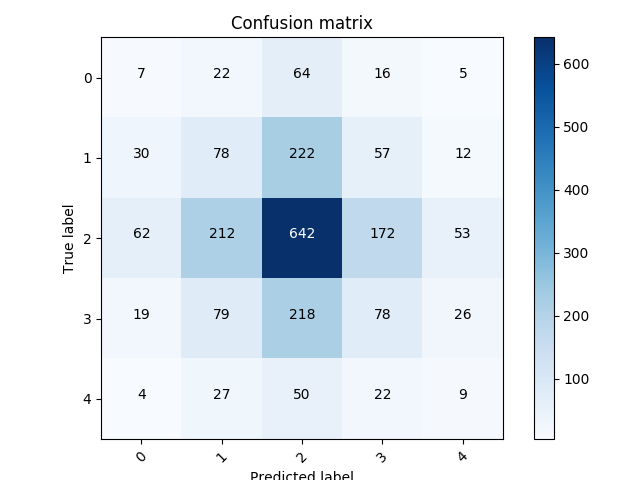 Confusion matrix
True label
0 7 22 64 16 5
1 30 78 222 57 12
2 62 212 642 172 53
3 19 79 218 78 26
4 4 27 50 22 9
0 1 2 3 4
Predicted label
600
500
400
300
200
100